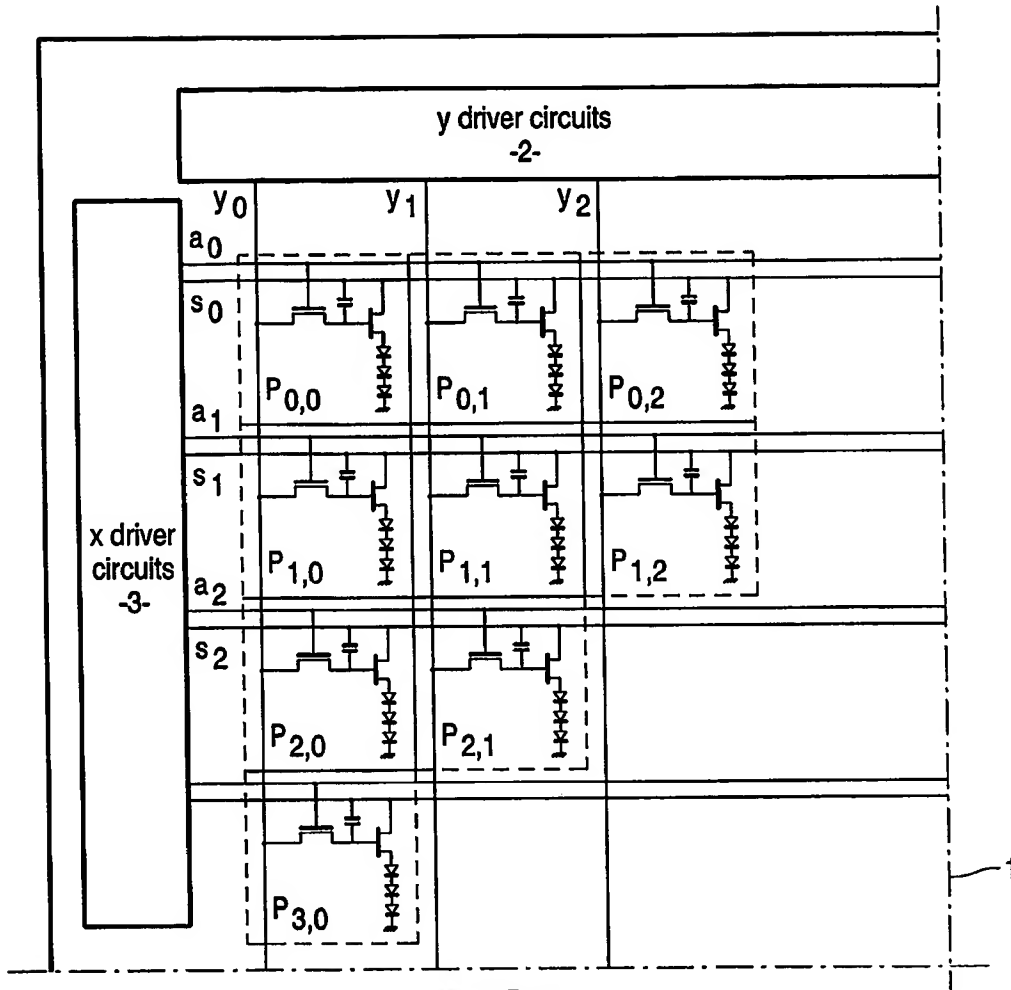 y driver circuits
-2-
y0 y1 y2
a0
s0
P0,0 P0,1 P0,2
a1
s1
x driver
circuits
-3-
P1,0 P1,1 P1,2
a2
s2
P2,0 P2,1
P3,0
1